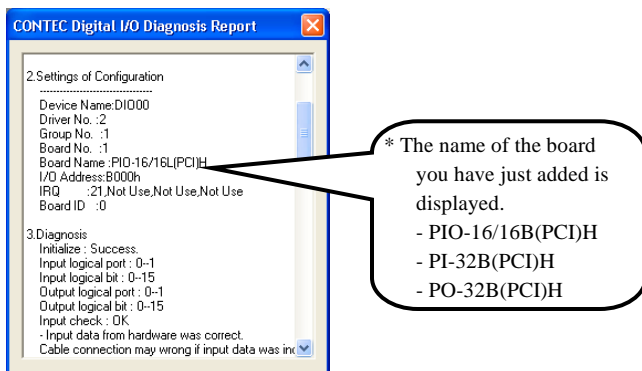 CONTEC Digital I/O Diagnosis Report
2.Settings of Configuration
----------------------------------
Device Name:DIO00
Driver No. :2
Group No. :1
Board No. :1
Board Name :PIO-16/16L(PCI)H
I/O Address:B000h
IRQ :21,Not Use,Not Use,Not Use
Board ID :0
3.Diagnosis
Initialize : Success.
Input logical port : 0--1
Input logical bit : 0--15
Output logical port : 0--1
Output logical bit : 0--15
Input check : OK
- Input data from hardware was correct.
Cable connection may wrong if input data was
* The name of the board
you have just added is
displayed.
- PIO-16/16B(PCI)H
- PI-32B(PCI)H
- PO-32B(PCI)H